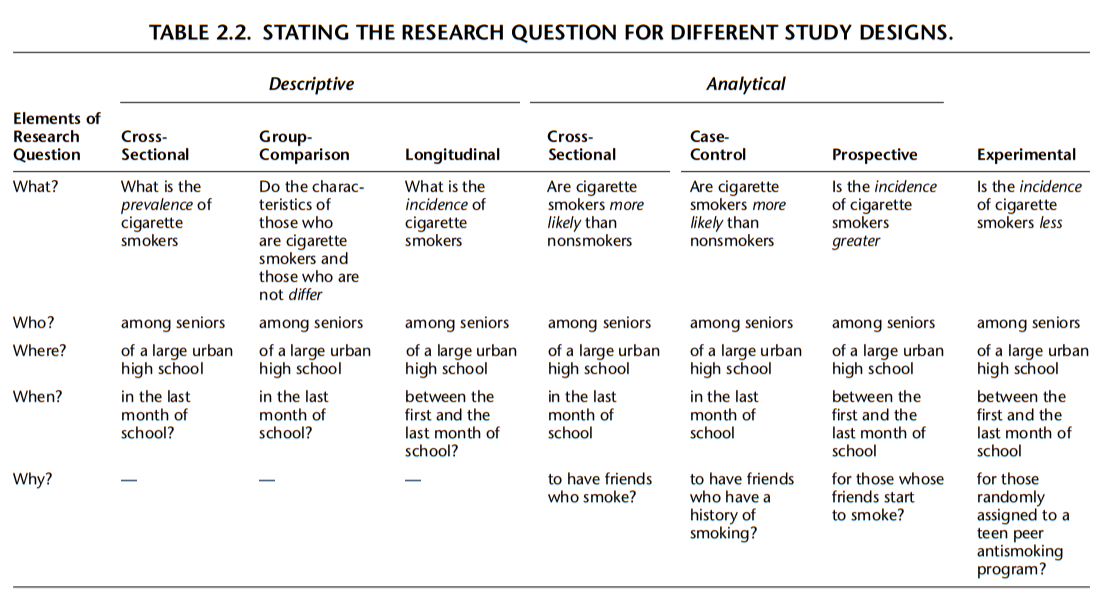 TABLE 2.2. STATING THE RESEARCH QUESTION FOR DIFFERENT STUDY DESIGNS.
Descriptive Analytical
Elements of
Research Cross- Group- Cross- Case-
Question Sectional Comparison Longitudinal Sectional Control Prospective Experimental
What? What is the Do the charac- What is the Are cigarette Are cigarette Is the incidence Is the incidence
prevalence of teristics of incidence of smokers more smokers more of cigarette of cigarette
cigarette those who cigarette likely than likely than smokers smokers less
smokers are cigarette smokers nonsmokers nonsmokers greater
smokers and
those who are
not differ
Who? among seniors among seniors among seniors among seniors among seniors among seniors among seniors
Where? of a large urban of a large urban of a large urban of a large urban of a large urban of a large urban of a large urban
high school high school high school high school high school high school high school
When? in the last in the last between the in the last in the last between the between the
month of month of first and the month of month of first and the first and the
school? school? last month of school school last month of last month of
school? school school
Why? — — — to have friends to have friends for those whose for those
who smoke? who have a friends start randomly
history of to smoke? assigned to a
smoking? teen peer
antismoking
program?